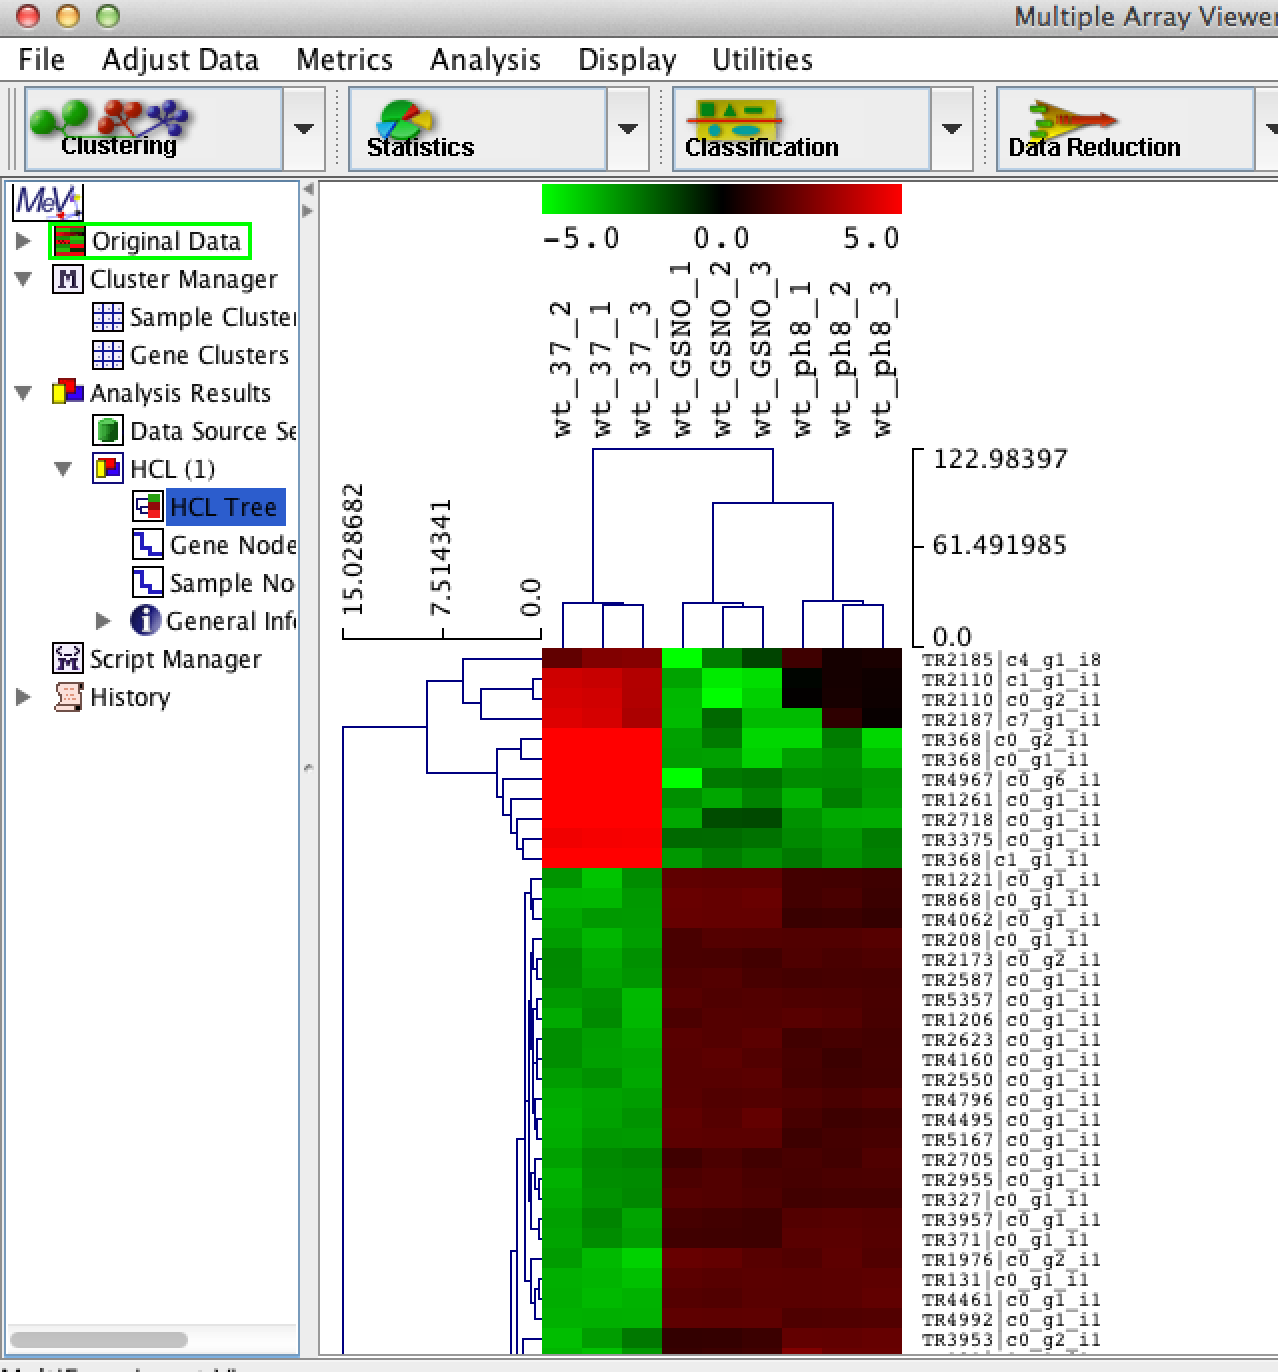 Multiple Array Viewer
File Adjust Data Metrics Analysis Display Utilities
Clustering Statistics Classification Data Reduction
MeV
Original Data
Cluster Manager
Sample Cluster
Gene Clusters
Analysis Results
Data Source Se
HCL (1)
HCL Tree
Gene Node
Sample No
General Inf
Script Manager
History
-5.0 0.0 5.0
wt_37_2
wt_37_1
wt_37_3
wt_GSNO_1
wt_GSNO_2
wt_GSNO_3
wt_ph8_1
wt_ph8_2
wt_ph8_3
15.028682
7.514341
0.0
122.98397
61.491985
0.0
TR2185|c4_g1_i8
TR2110|c1_g1_i1
TR2110|c0_g2_i1
TR2187|c7_g1_i1
TR368|c0_g2_i1
TR368|c0_g1_i1
TR4967|c0_g6_i1
TR1261|c0_g1_i1
TR2718|c0_g1_i1
TR3375|c0_g1_i1
TR368|c1_g1_i1
TR1221|c0_g1_i1
TR868|c0_g1_i1
TR4062|c0_g1_i1
TR208|c0_g1_i1
TR2173|c0_g2_i1
TR2587|c0_g1_i1
TR5357|c0_g1_i1
TR1206|c0_g1_i1
TR2623|c0_g1_i1
TR4160|c0_g1_i1
TR2550|c0_g1_i1
TR4796|c0_g1_i1
TR4495|c0_g1_i1
TR5167|c0_g1_i1
TR2705|c0_g1_i1
TR2955|c0_g1_i1
TR327|c0_g1_i1
TR3957|c0_g1_i1
TR371|c0_g1_i1
TR1976|c0_g2_i1
TR131|c0_g1_i1
TR4461|c0_g1_i1
TR4992|c0_g1_i1
TR3953|c0_g2_i1